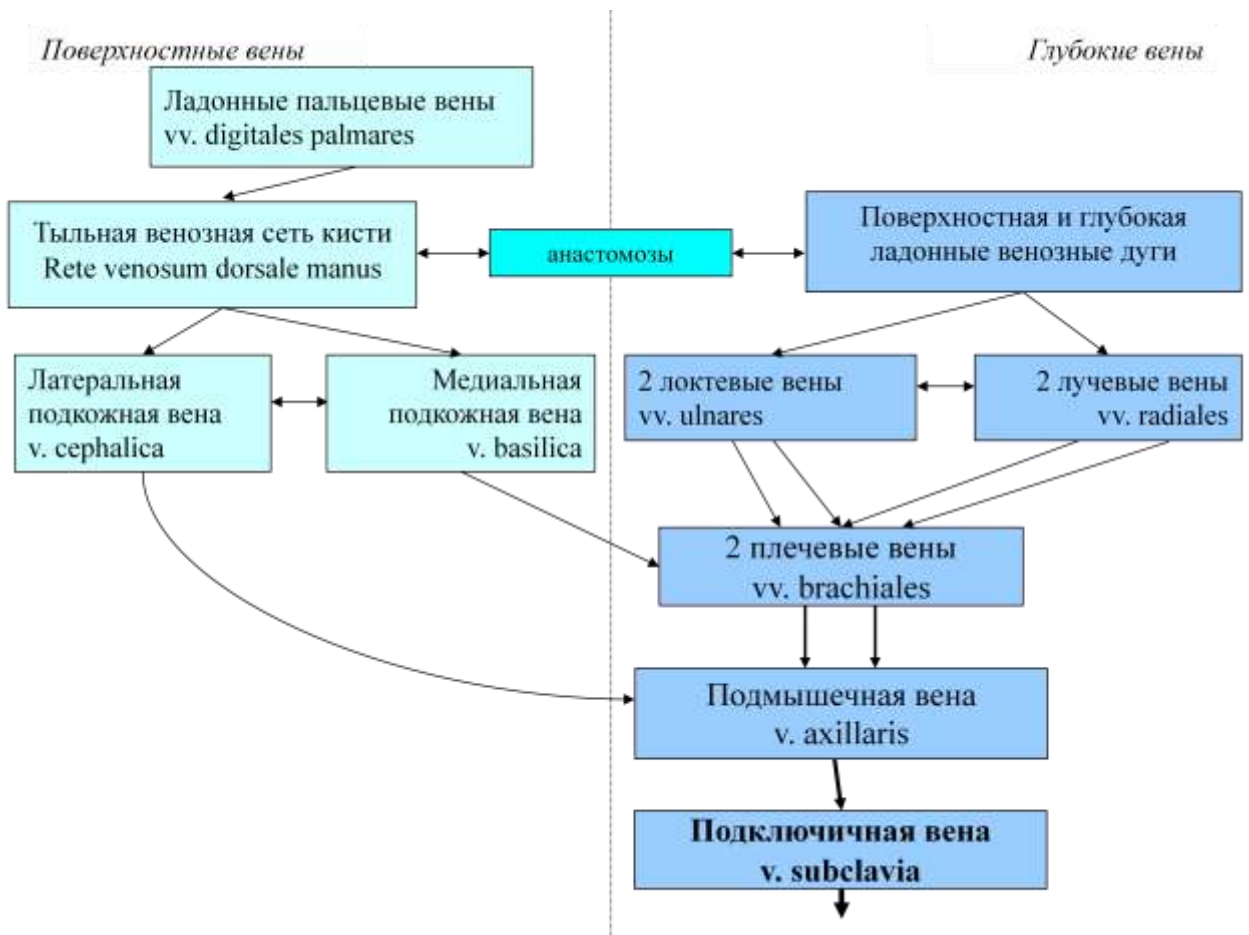 Поверхностные вены
Глубокие вены
Ладонные пальцевые вены
vv. digitales palmares
Тыльная венозная сеть кисти
Rete venosum dorsale manus
анастомозы
Поверхностная и глубокая
ладонные венозные дуги
Латеральная
подкожная вена
v. cephalica
Медиальная
подкожная вена
v. basilica
2 локтевые вены
vv. ulnares
2 лучевые вены
vv. radiales
2 плечевые вены
vv. brachiales
Подмышечная вена
v. axillaris
Подключичная вена
v. subclavia